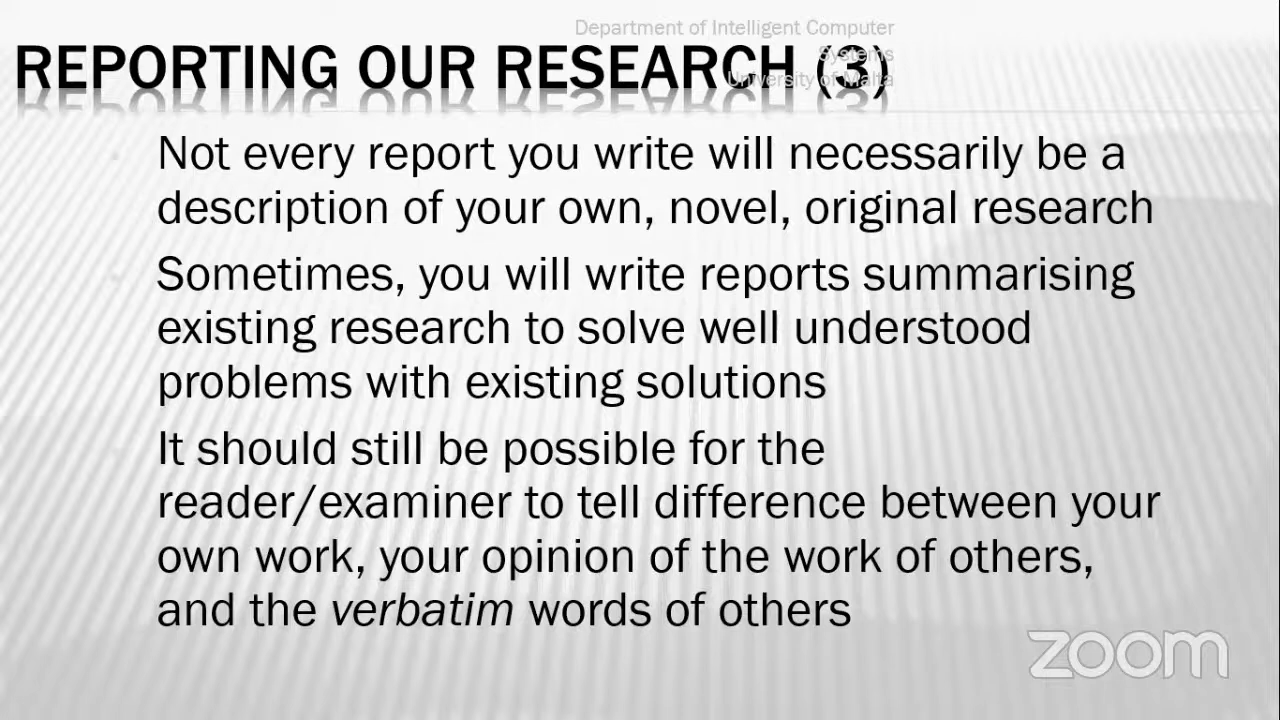 Department of Intelligent Computer
Systems
University of Malta
REPORTING OUR RESEARCH (3)
Not every report you write will necessarily be a
description of your own, novel, original research
Sometimes, you will write reports summarising
existing research to solve well understood
problems with existing solutions
It should still be possible for the
reader/examiner to tell difference between your
own work, your opinion of the work of others,
and the verbatim words of others
zoom